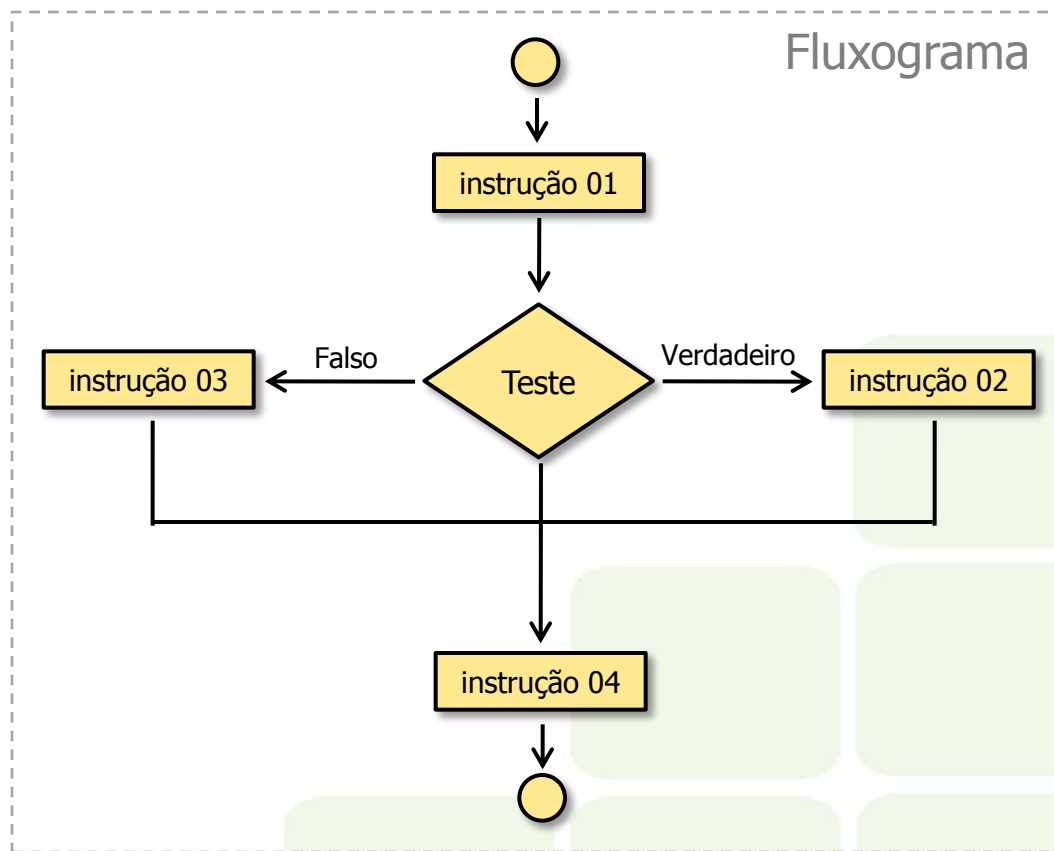 Fluxograma
instrução 01
Falso
Verdadeiro
instrução 03
Teste
instrução 02
instrução 04